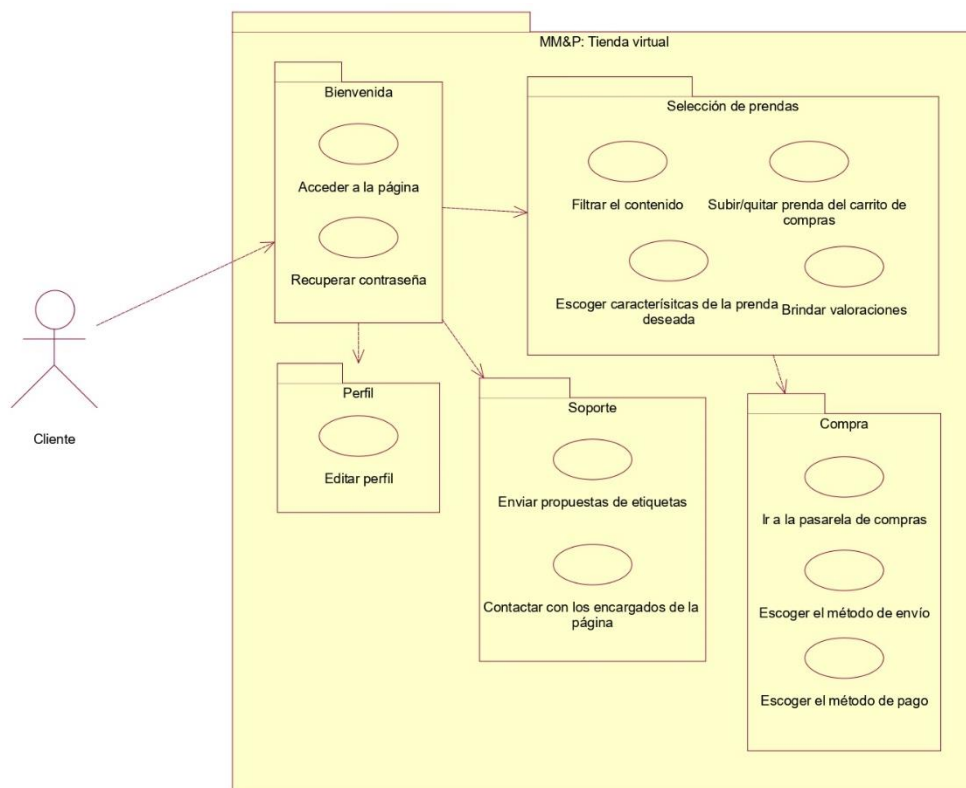 MM&P: Tienda virtual
Bienvenida
Acceder a la página
Recuperar contraseña
Selección de prendas
Filtrar el contenido
Subir/quitar prenda del carrito de
compras
Escoger caracterísitcas de la prenda
deseada
Brindar valoraciones
Cliente
Perfil
Editar perfil
Soporte
Enviar propuestas de etiquetas
Contactar con los encargados de la
página
Compra
Ir a la pasarela de compras
Escoger el método de envío
Escoger el método de pago